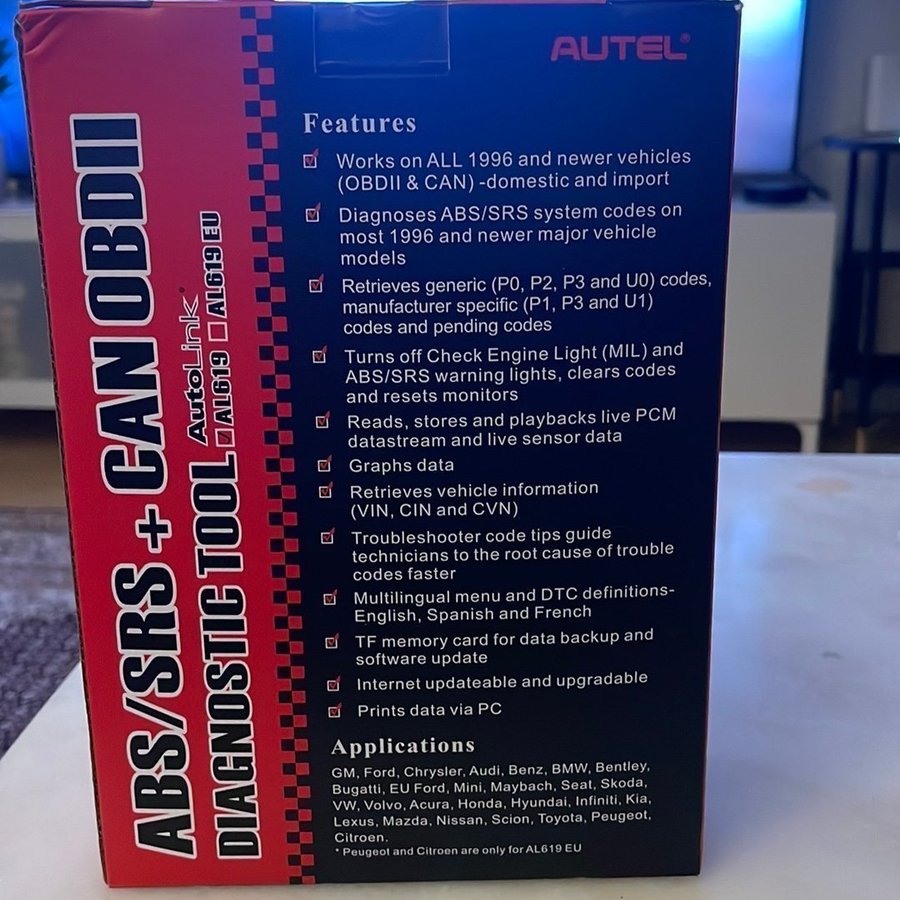 AUTEL®
ABS/SRS + CAN OBDII
DIAGNOSTIC TOOL
AutoLink®
AL619 AL619 EU
Features
Works on ALL 1996 and newer vehicles
(OBDII & CAN) -domestic and import
Diagnoses ABS/SRS system codes on
most 1996 and newer major vehicle
models
Retrieves generic (P0, P2, P3 and U0) codes,
manufacturer specific (P1, P3 and U1)
codes and pending codes
Turns off Check Engine Light (MIL) and
ABS/SRS warning lights, clears codes
and resets monitors
Reads, stores and playbacks live PCM
datastream and live sensor data
Graphs data
Retrieves vehicle information
(VIN, CIN and CVN)
Troubleshooter code tips guide
technicians to the root cause of trouble
codes faster
Multilingual menu and DTC definitions-
English, Spanish and French
TF memory card for data backup and
software update
Internet updateable and upgradable
Prints data via PC
Applications
GM, Ford, Chrysler, Audi, Benz, BMW, Bentley,
Bugatti, EU Ford, Mini, Maybach, Seat, Skoda,
VW, Volvo, Acura, Honda, Hyundai, Infiniti, Kia,
Lexus, Mazda, Nissan, Scion, Toyota, Peugeot,
Citroen.
* Peugeot and Citroen are only for AL619 EU